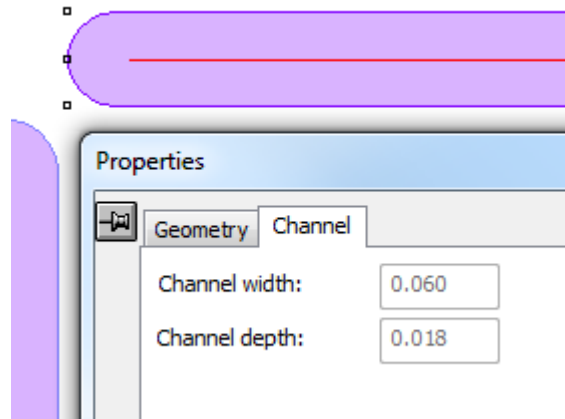 Properties
Geometry Channel
Channel width: 0.060
Channel depth: 0.018